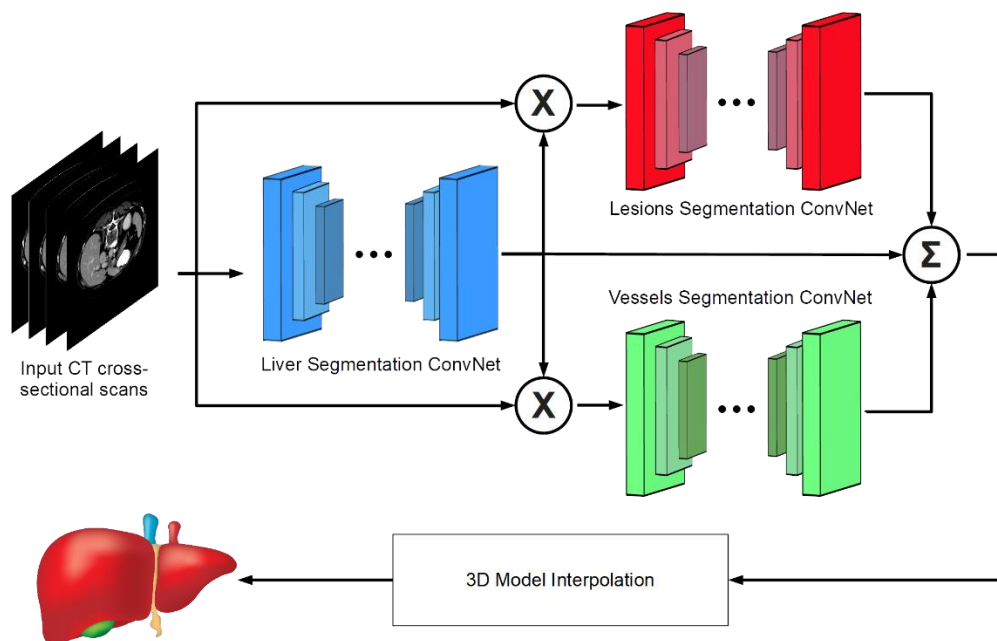 X
Lesions Segmentation ConvNet
Σ
Input CT cross-
sectional scans
Liver Segmentation ConvNet
Vessels Segmentation ConvNet
X
3D Model Interpolation